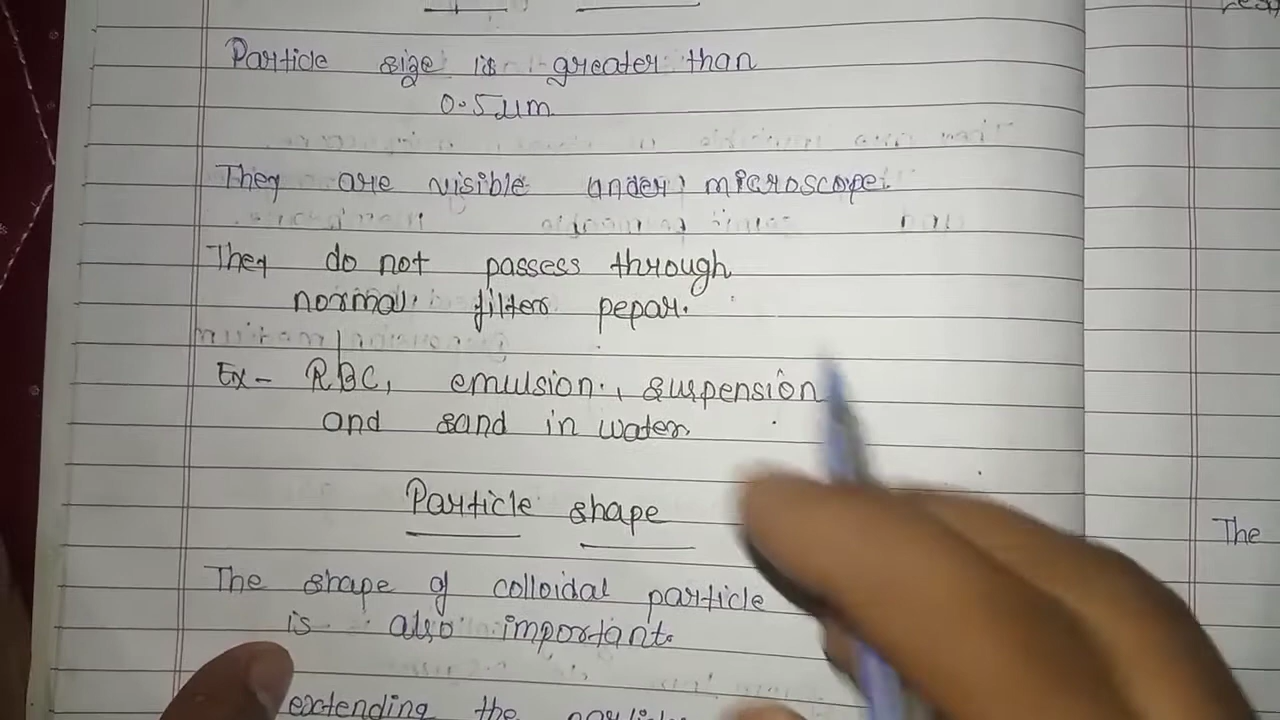 Particle size is greater than
0.5 μm
They are visible under microscope.
They do not passess through
normal filter pepar.
Ex- RBC, emulsion, suspension
and sand in water.
Particle shape
The shape of colloidal particle
is also important.
extending the
The